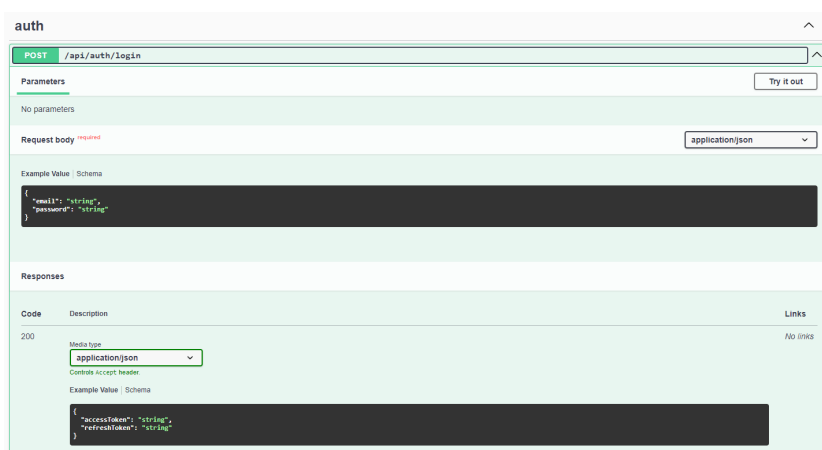 auth
POST /api/auth/login
Parameters
Try it out
No parameters
Request body required
application/json
Example Value | Schema
{
"email": "string",
"password": "string"
}
Responses
Code Description Links
200 No links
Media type
application/json
Controls Accept header.
Example Value | Schema
{
"accessToken": "string",
"refreshToken": "string"
}